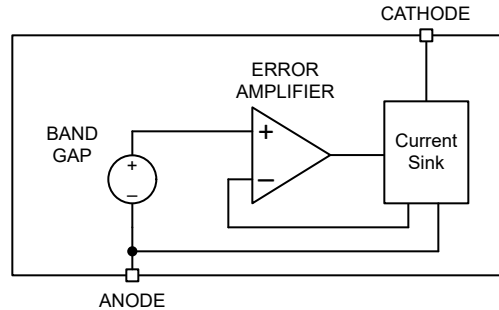 CATHODE
ERROR
AMPLIFIER
BAND
GAP
+
−
+
−
Current
Sink
ANODE